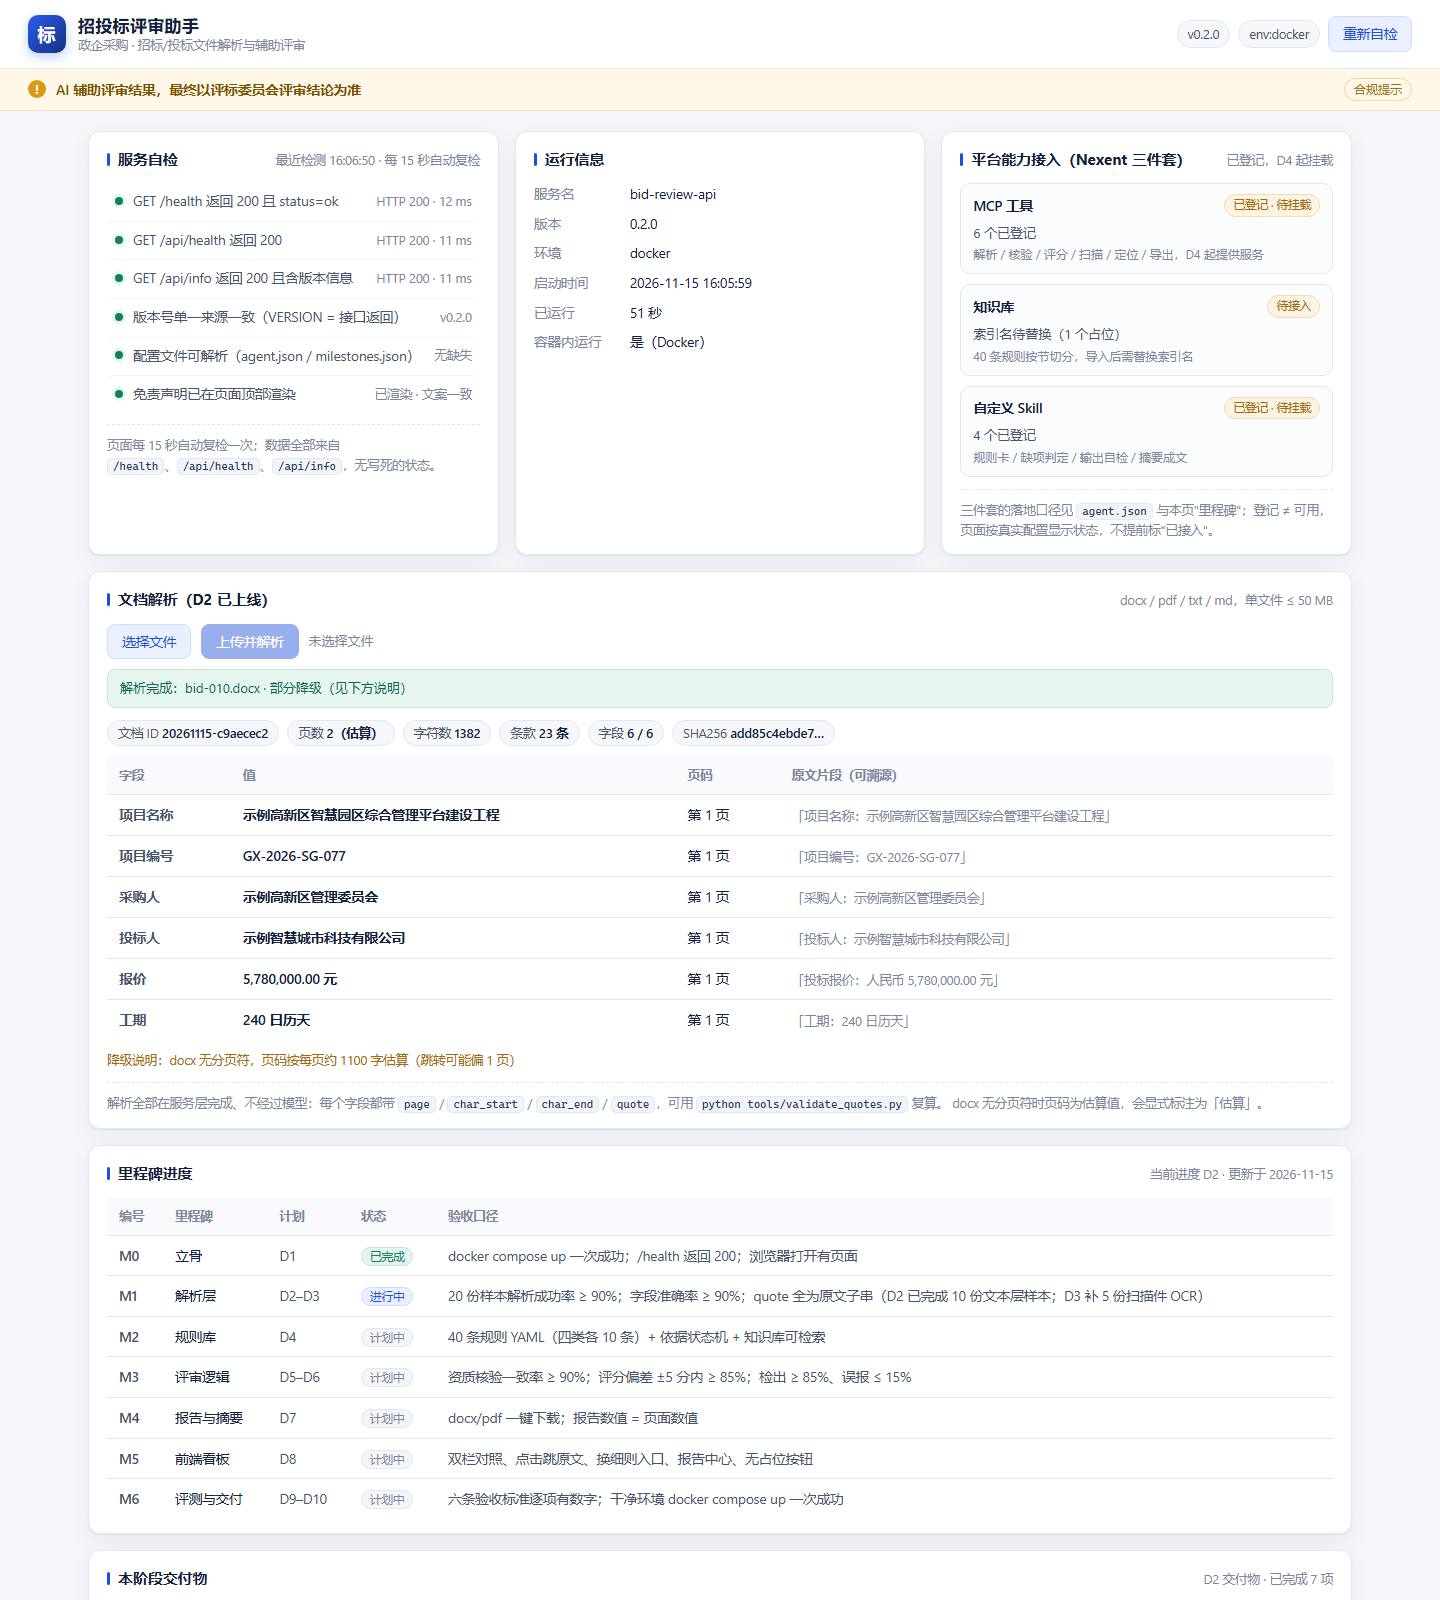 标
招投标评审助手
政企采购 · 招标/投标文件解析与辅助评审
v0.2.0
env:docker
重新自检
! AI 辅助评审结果，最终以评标委员会评审结论为准
合规提示
服务自检
最近检测 16:06:50 · 每 15 秒自动复检
GET /health 返回 200 且 status=ok
HTTP 200 · 12 ms
GET /api/health 返回 200
HTTP 200 · 11 ms
GET /api/info 返回 200 且含版本信息
HTTP 200 · 11 ms
版本号单一来源一致（VERSION = 接口返回）
v0.2.0
配置文件可解析（agent.json / milestones.json）
无缺失
免责声明已在页面顶部渲染
已渲染 · 文案一致
页面每 15 秒自动复检一次；数据全部来自
/health、/api/health、/api/info，无写死的状态。
运行信息
服务名 bid-review-api
版本 0.2.0
环境 docker
启动时间 2026-11-15 16:05:59
已运行 51 秒
容器内运行 是（Docker）
平台能力接入（Nexent 三件套）
已登记，D4 起挂载
MCP 工具
已登记 · 待挂载
6 个已登记
解析 / 核验 / 评分 / 扫描 / 定位 / 导出，D4 起提供服务
知识库
待接入
索引名待替换（1 个占位）
40 条规则按节切分，导入后需替换索引名
自定义 Skill
已登记 · 待挂载
4 个已登记
规则卡 / 缺项判定 / 输出自检 / 摘要成文
三件套的落地口径见 agent.json 与本页"里程碑"；登记 ≠ 可用，
页面按真实配置显示状态，不提前标"已接入"。
文档解析（D2 已上线）
docx / pdf / txt / md，单文件 ≤ 50 MB
选择文件
上传并解析
未选择文件
解析完成：bid-010.docx · 部分降级（见下方说明）
文档 ID 20261115-c9aecec2
页数 2（估算）
字符数 1382
条款 23 条
字段 6 / 6
SHA256 add85c4ebde7…
字段 值 页码 原文片段（可溯源）
项目名称 示例高新区智慧园区综合管理平台建设工程 第 1 页 「项目名称：示例高新区智慧园区综合管理平台建设工程」
项目编号 GX-2026-SG-077 第 1 页 「项目编号：GX-2026-SG-077」
采购人 示例高新区管理委员会 第 1 页 「采购人：示例高新区管理委员会」
投标人 示例智慧城市科技有限公司 第 1 页 「投标人：示例智慧城市科技有限公司」
报价 5,780,000.00 元 第 1 页 「投标报价：人民币 5,780,000.00 元」
工期 240 日历天 第 1 页 「工期：240 日历天」
降级说明：docx 无分页符，页码按每页约 1100 字估算（跳转可能偏 1 页）
解析全部在服务层完成、不经过模型：每个字段都带 page / char_start / char_end / quote，可用 python tools/validate_quotes.py 复算。 docx 无分页符时页码为估算值，会显式标注为「估算」。
里程碑进度
当前进度 D2 · 更新于 2026-11-15
编号 里程碑 计划 状态 验收口径
M0 立骨 D1 已完成 docker compose up 一次成功；/health 返回 200；浏览器打开有页面
M1 解析层 D2–D3 进行中 20 份样本解析成功率 ≥ 90%；字段准确率 ≥ 90%；quote 全为原文子串（D2 已完成 10 份文本层样本；D3 补 5 份扫描件 OCR）
M2 规则库 D4 计划中 40 条规则 YAML（四类各 10 条）+ 依据状态机 + 知识库可检索
M3 评审逻辑 D5–D6 计划中 资质核验一致率 ≥ 90%；评分偏差 ±5 分内 ≥ 85%；检出 ≥ 85%、误报 ≤ 15%
M4 报告与摘要 D7 计划中 docx/pdf 一键下载；报告数值 = 页面数值
M5 前端看板 D8 计划中 双栏对照、点击跳原文、换细则入口、报告中心、无占位按钮
M6 评测与交付 D9–D10 计划中 六条验收标准逐项有数字；干净环境 docker compose up 一次成功
本阶段交付物
D2 交付物 · 已完成 7 项